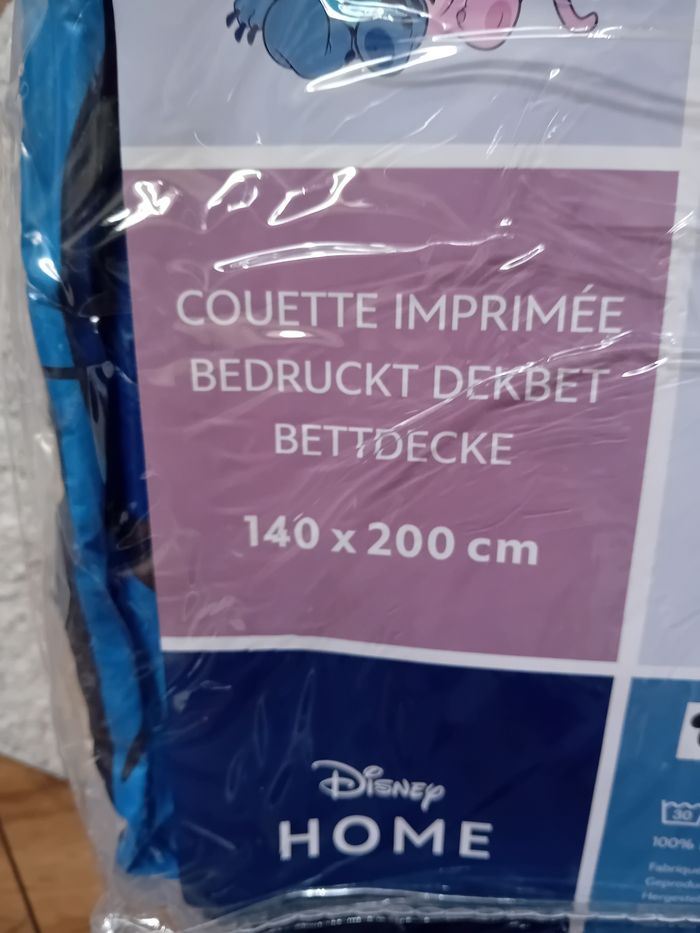 COUETTE IMPRIMÉE
BEDRUCKT DEKBET
BETTDECKE
140 x 200 cm
Disney
HOME
30
100%